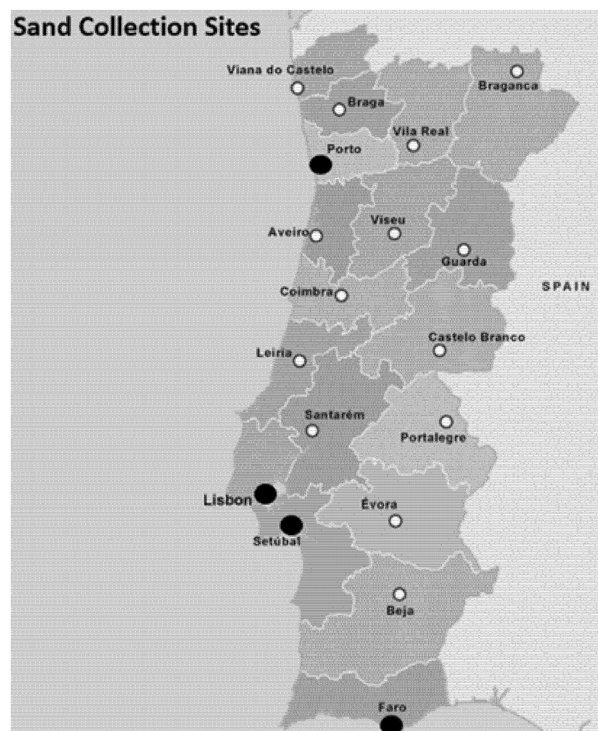 Sand Collection Sites
Viana do Castelo
Braganca
Braga
Vila Real
Porto
Viseu
Aveiro
Guarda
SPAIN
Coimbra
Castelo Branco
Leiria
Santarém
Portalegre
Lisbon
Évora
Setúbal
Beja
Faro